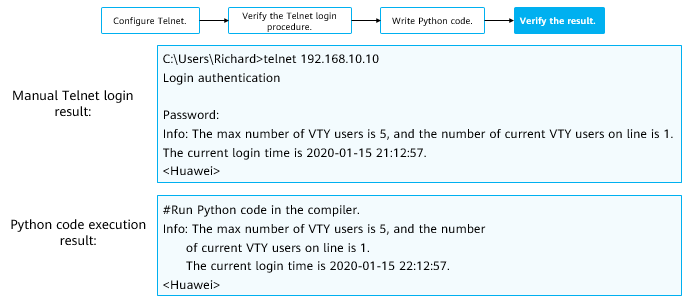 Configure Telnet.
Verify the Telnet login
procedure.
Write Python code.
Verify the result.
Manual Telnet login
result:
C:\Users\Richard>telnet 192.168.10.10
Login authentication
Password:
Info: The max number of VTY users is 5, and the number of current VTY users on line is 1.
The current login time is 2020-01-15 21:12:57.
<Huawei>
Python code execution
result:
#Run Python code in the compiler.
Info: The max number of VTY users is 5, and the number
of current VTY users on line is 1.
The current login time is 2020-01-15 22:12:57.
<Huawei>